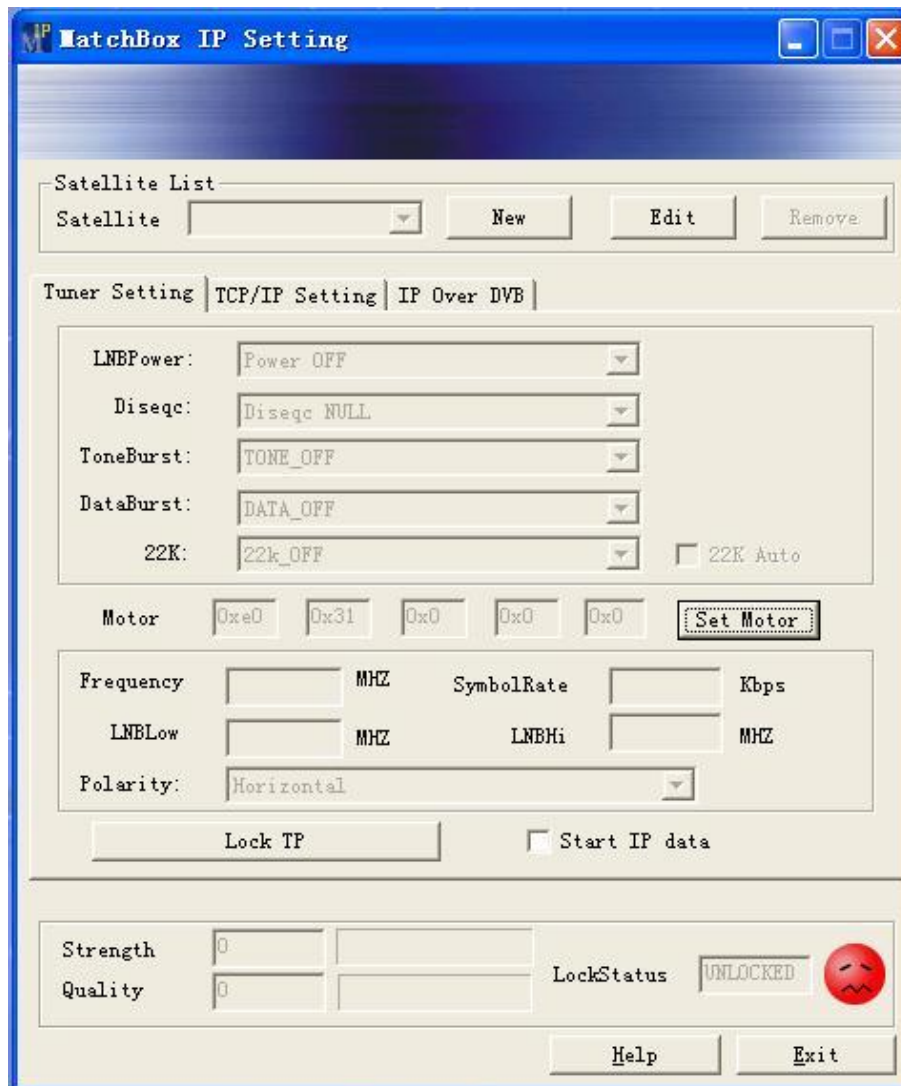 MatchBox IP Setting
Satellite List
Satellite New Edit Remove
Tuner Setting TCP/IP Setting IP Over DVB
LNBPower: Power OFF
Diseqc: Diseqc NULL
ToneBurst: TONE_OFF
DataBurst: DATA_OFF
22K: 22k_OFF 22K Auto
Motor 0xe0 0x31 0x0 0x0 0x0 Set Motor
Frequency MHZ SymbolRate Kbps
LNBLow MHZ LNBHi MHZ
Polarity: Horizontal
Lock TP Start IP data
Strength 0
Quality 0
LockStatus UNLOCKED
Help Exit